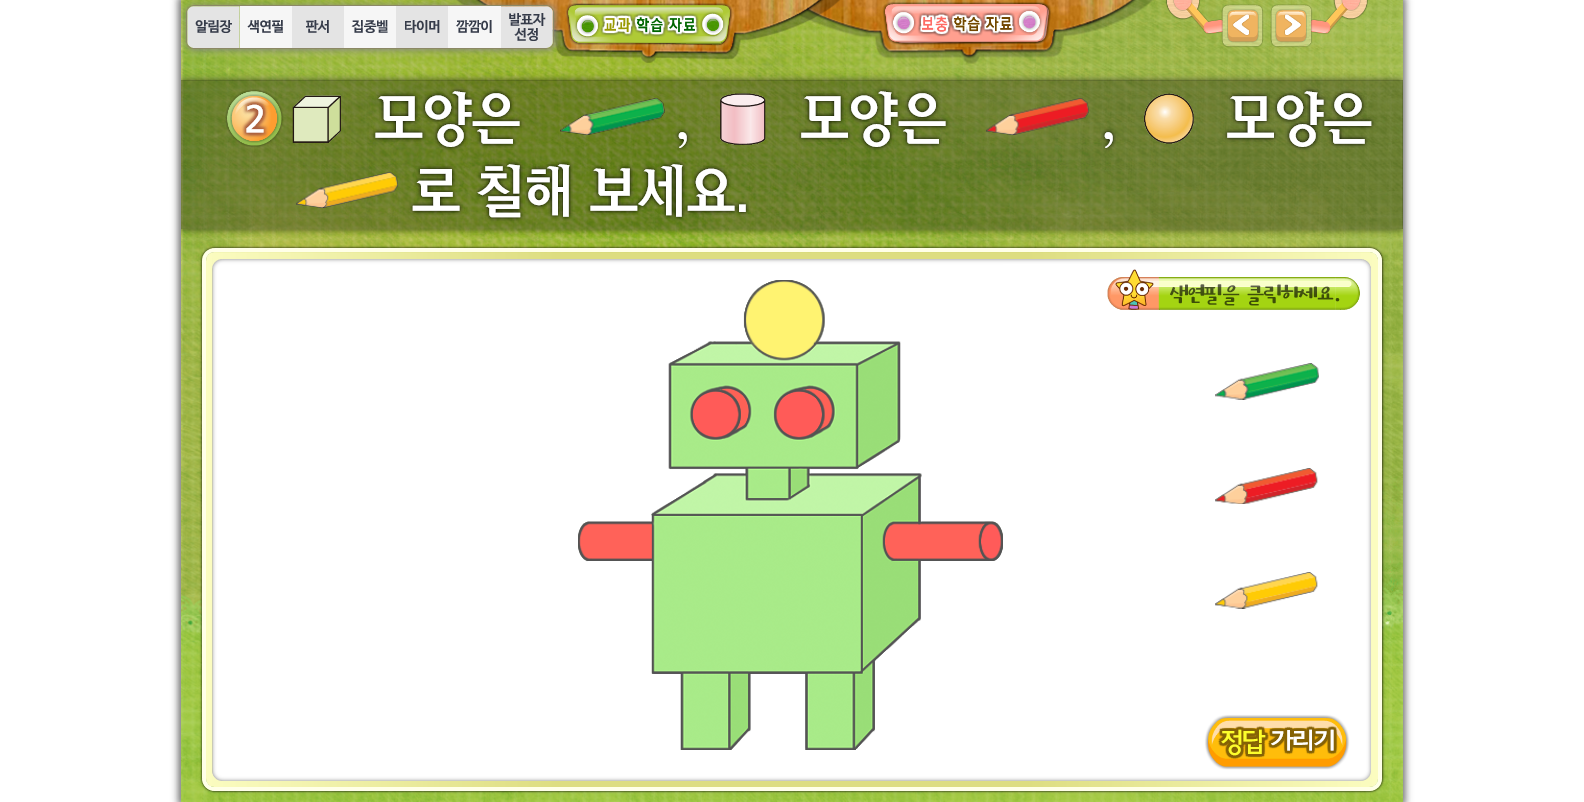 알림장 색연필 판서 집중벨 타이머 깜깜이 발표자 선정
교과 학습 자료
보충 학습 자료
2 모양은 , 모양은 , 모양은
로 칠해 보세요.
색연필을 클릭하세요.
정답 가리기